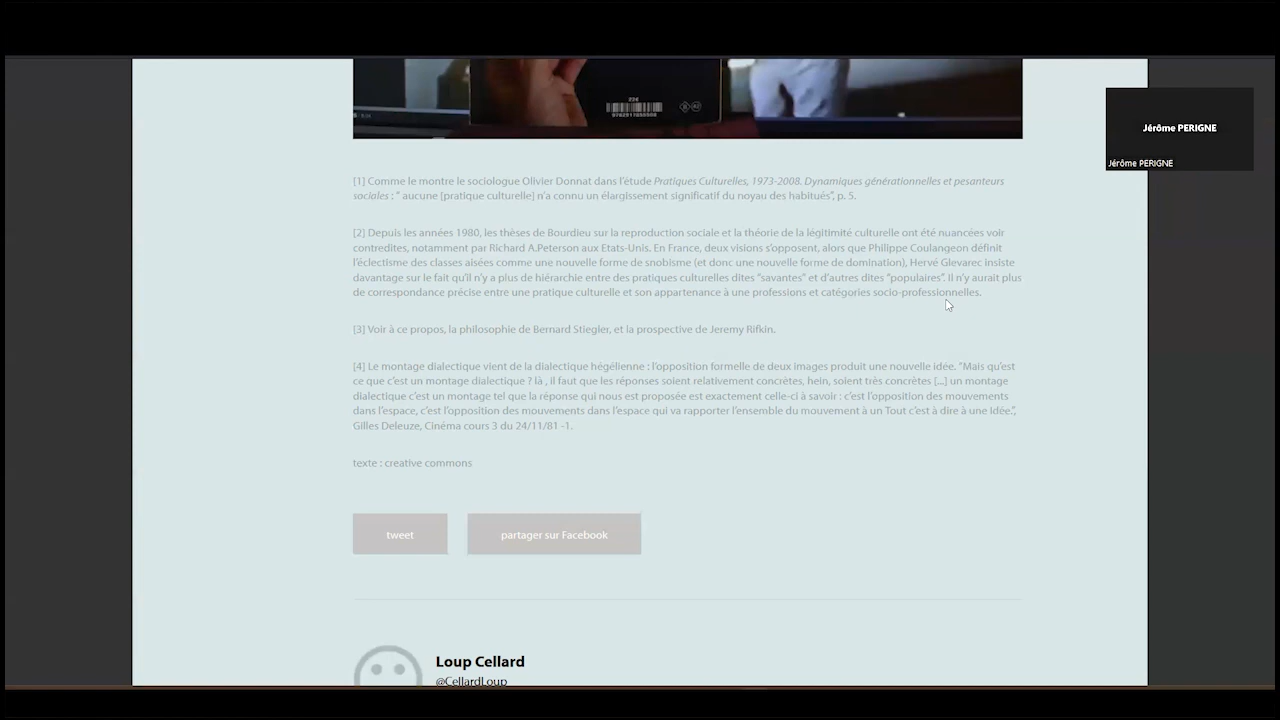 22€
Jérôme PERIGNE
Jérôme PERIGNE
[1] Comme le montre le sociologue Olivier Donnat dans l'étude Pratiques Culturelles, 1973-2008. Dynamiques générationnelles et pesanteurs
sociales ; " aucune [pratique culturelle] n'a connu un élargissement significatif du noyau des habitués", p. 5.
[2] Depuis les années 1980, les thèses de Bourdieu sur la reproduction sociale et la théorie de la légitimité culturelle ont été nuancées voir
contredites, notamment par Richard A.Peterson aux Etats-Unis. En France, deux visions s'opposent, alors que Philippe Coulangeon définit
l'éclectisme des classes aisées comme une nouvelle forme de snobisme (et donc une nouvelle forme de domination), Hervé Glevarec insiste
davantage sur le fait qu'il n'y a plus de hiérarchie entre des pratiques culturelles dites "savantes" et d'autres dites "populaires". Il n'y aurait plus
de correspondance précise entre une pratique culturelle et son appartenance à une professions et catégories socio-professionnelles.
[3] Voir à ce propos, la philosophie de Bernard Stiegler, et la prospective de Jeremy Rifkin.
[4] Le montage dialectique vient de la dialectique hégélienne : l'opposition formelle de deux images produit une nouvelle idée. "Mais qu'est
ce que c'est un montage dialectique ? là , il faut que les réponses soient relativement concrètes, hein, soient très concrètes [...] un montage
dialectique c'est un montage tel que la réponse qui nous est proposée est exactement celle-ci à savoir : c'est l'opposition des mouvements
dans l'espace, c'est l'opposition des mouvements dans l'espace qui va rapporter l'ensemble du mouvement à un Tout c'est à dire à une Idée.",
Gilles Deleuze, Cinéma cours 3 du 24/11/81 -1.
texte : creative commons
tweet
partager sur Facebook
Loup Cellard
@CellardLoup